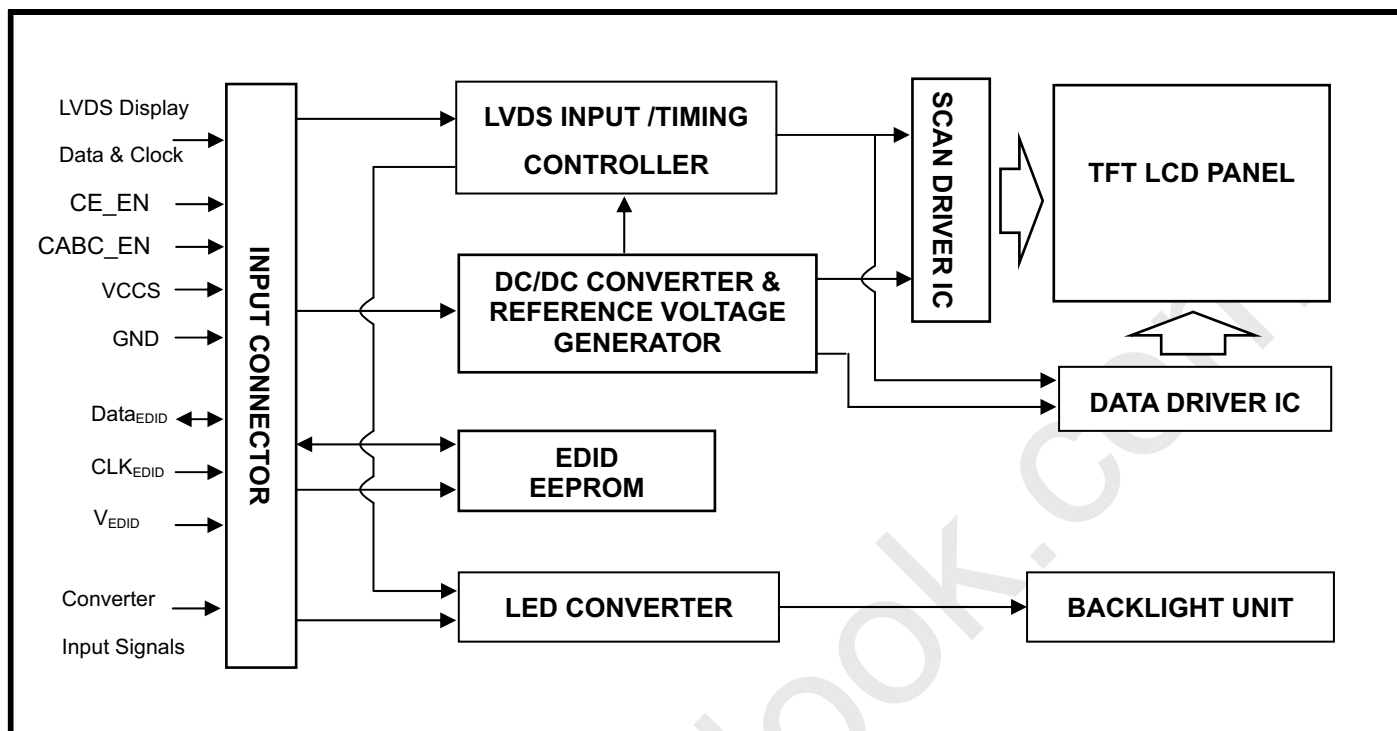 LVDS Display
Data & Clock
CE_EN
CABC_EN
VCCS
GND
DataEDID
CLKEDID
VEDID
Converter
Input Signals
INPUT CONNECTOR
LVDS INPUT /TIMING
CONTROLLER
DC/DC CONVERTER &
REFERENCE VOLTAGE
GENERATOR
EDID
EEPROM
LED CONVERTER
SCAN DRIVER IC
TFT LCD PANEL
DATA DRIVER IC
BACKLIGHT UNIT
look.com